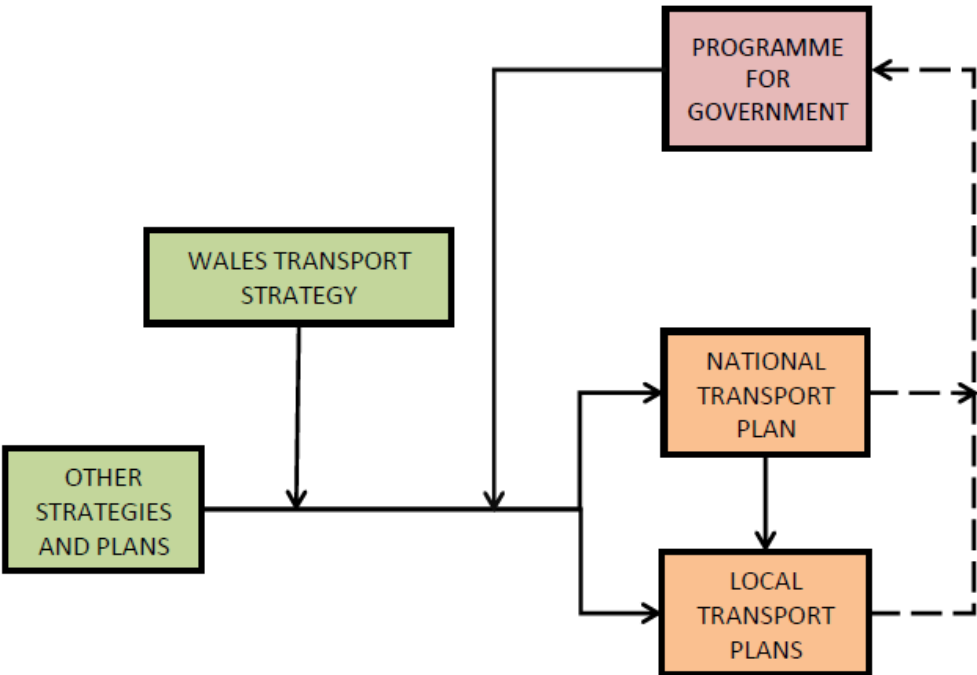 PROGRAMME
FOR
GOVERNMENT
WALES TRANSPORT
STRATEGY
NATIONAL
TRANSPORT
PLAN
OTHER
STRATEGIES
AND PLANS
LOCAL
TRANSPORT
PLANS